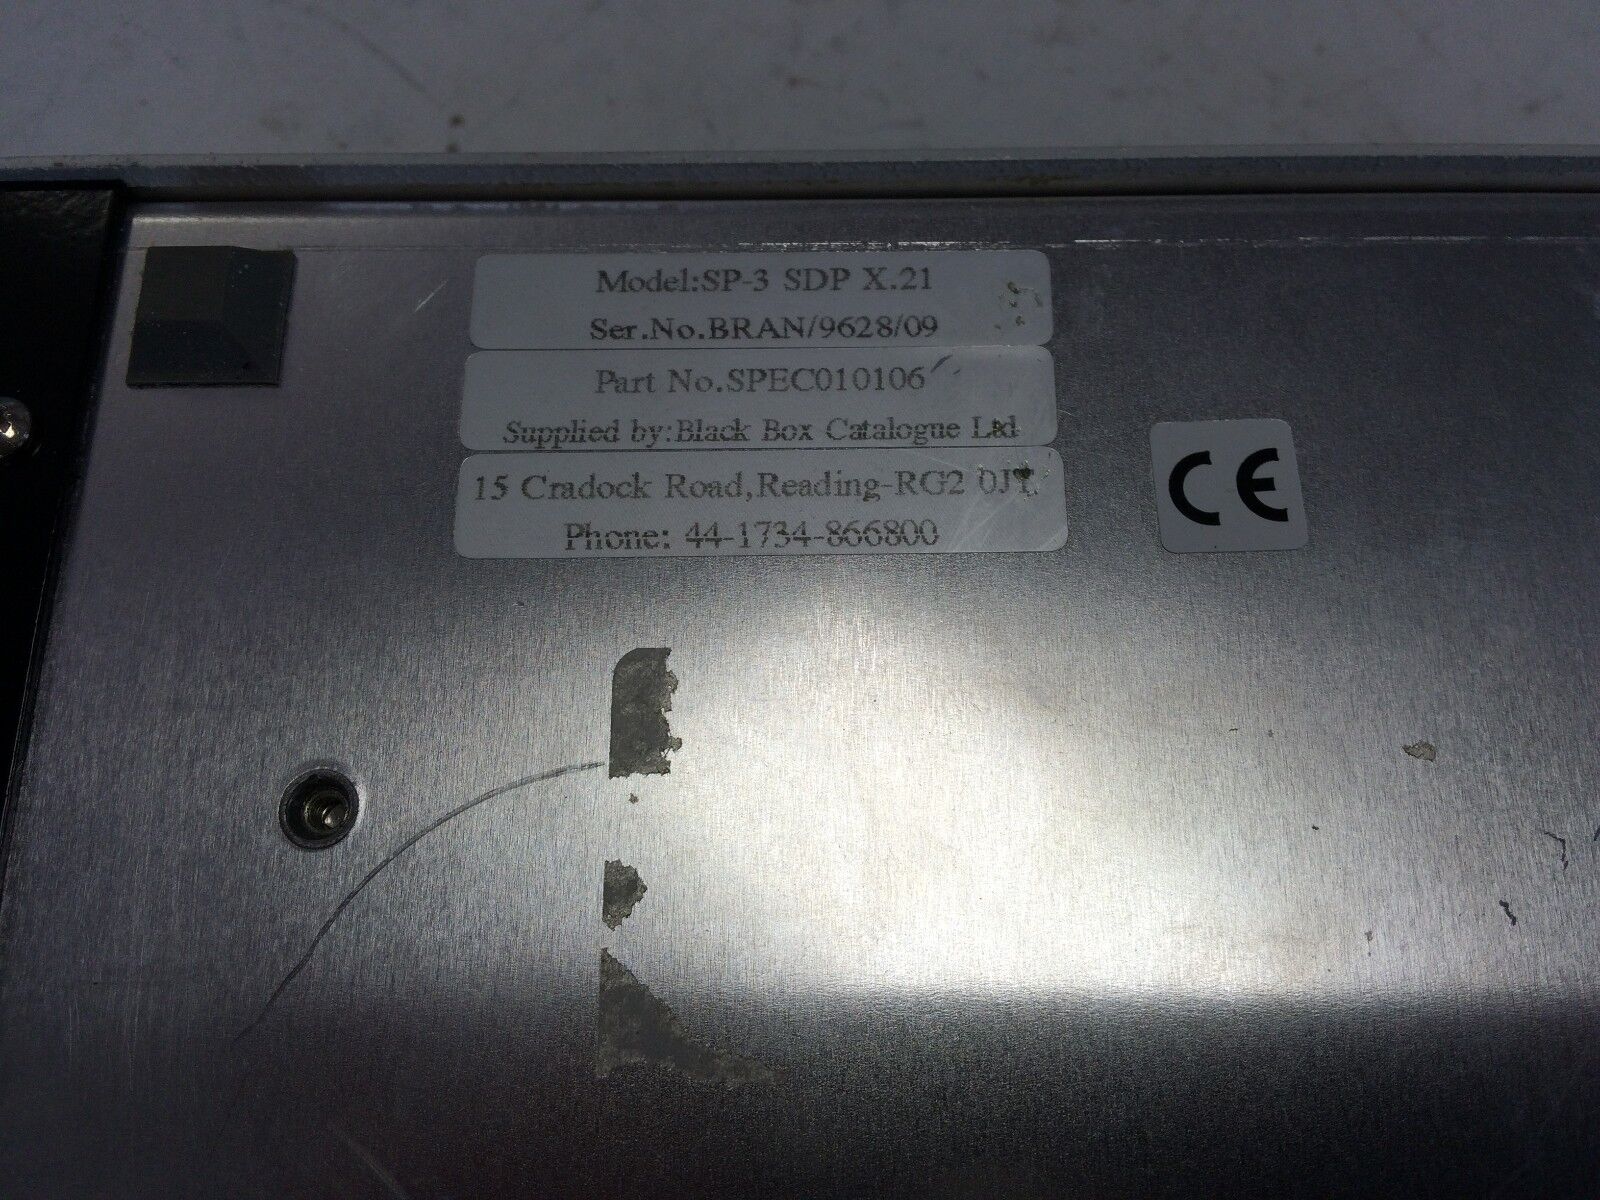 Model:SP-3 SDP X.21
Ser.No.BRAN/9628/09
Part No.SPEC010106
Supplied by:Black Box Catalogue Ltd
15 Cradock Road,Reading-RG2 0JT.
Phone: 44-1734-866800
CE